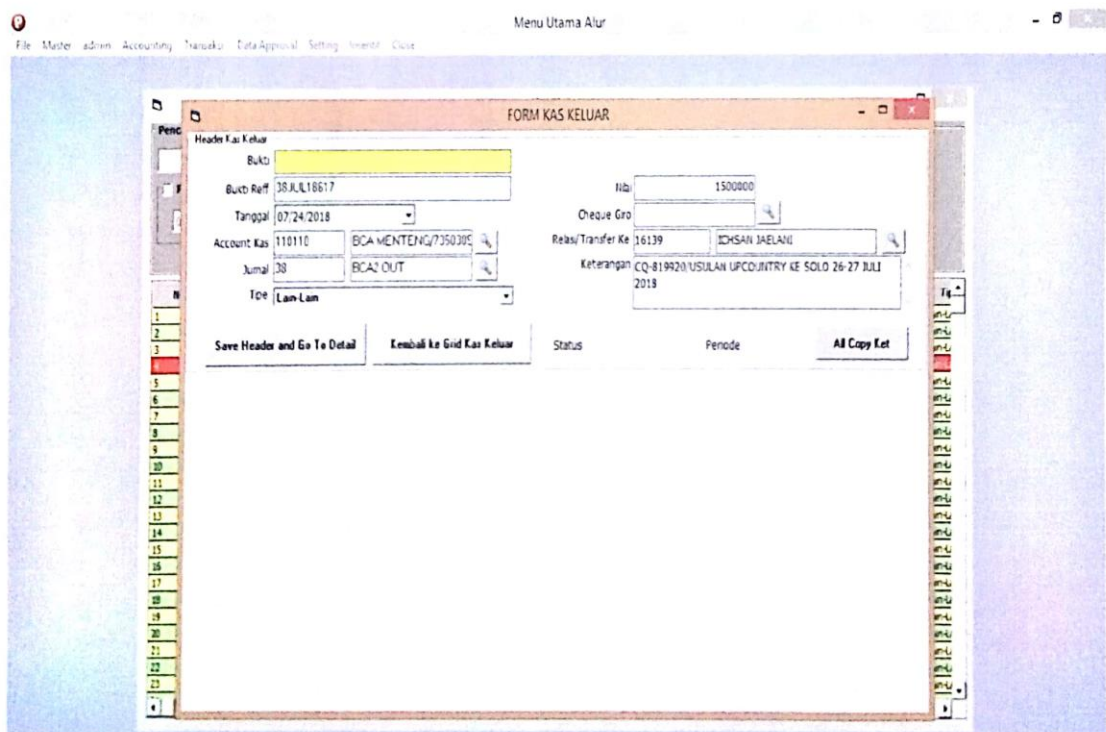 Menu Utama Alur
File Master admin Accounting Transaksi Data Approval Setting Insentif Close
FORM KAS KELUAR
Penc
Header Kas Keluar
Bukti
Bukti Reff 38JUL18617
Nilai 1500000
Tanggal 07/24/2018
Cheque Giro
Account Kas 110110 BCA MENTENG/7350309
Relasi/Transfer Ke 16139 ICHSAN JAELANI
Jurnal 38 BCA2 OUT
Keterangan CQ-819920/USULAN UPCOUNTRY KE SOLO 26-27 JULI
2018
Tipe Lain-Lain
Save Header and Go To Detail Kembali ke Grid Kas Keluar Status Periode All Copy Ket
N
1
2
3
4
5
6
7
8
9
10
11
12
13
14
15
16
17
18
19
20
21
22
23